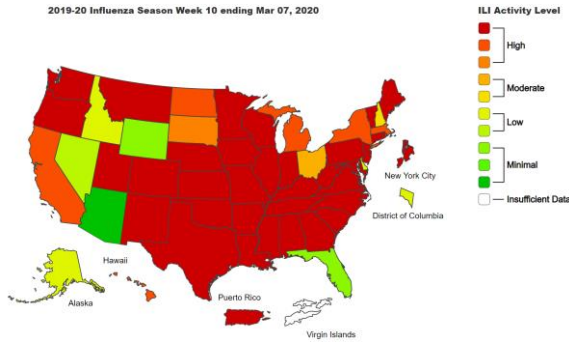 2019-20 Influenza Season Week 10 ending Mar 07, 2020
ILI Activity Level
High
Moderate
Low
Minimal
Insufficient Data
New York City
District of Columbia
Hawaii
Alaska
Puerto Rico
Virgin Islands